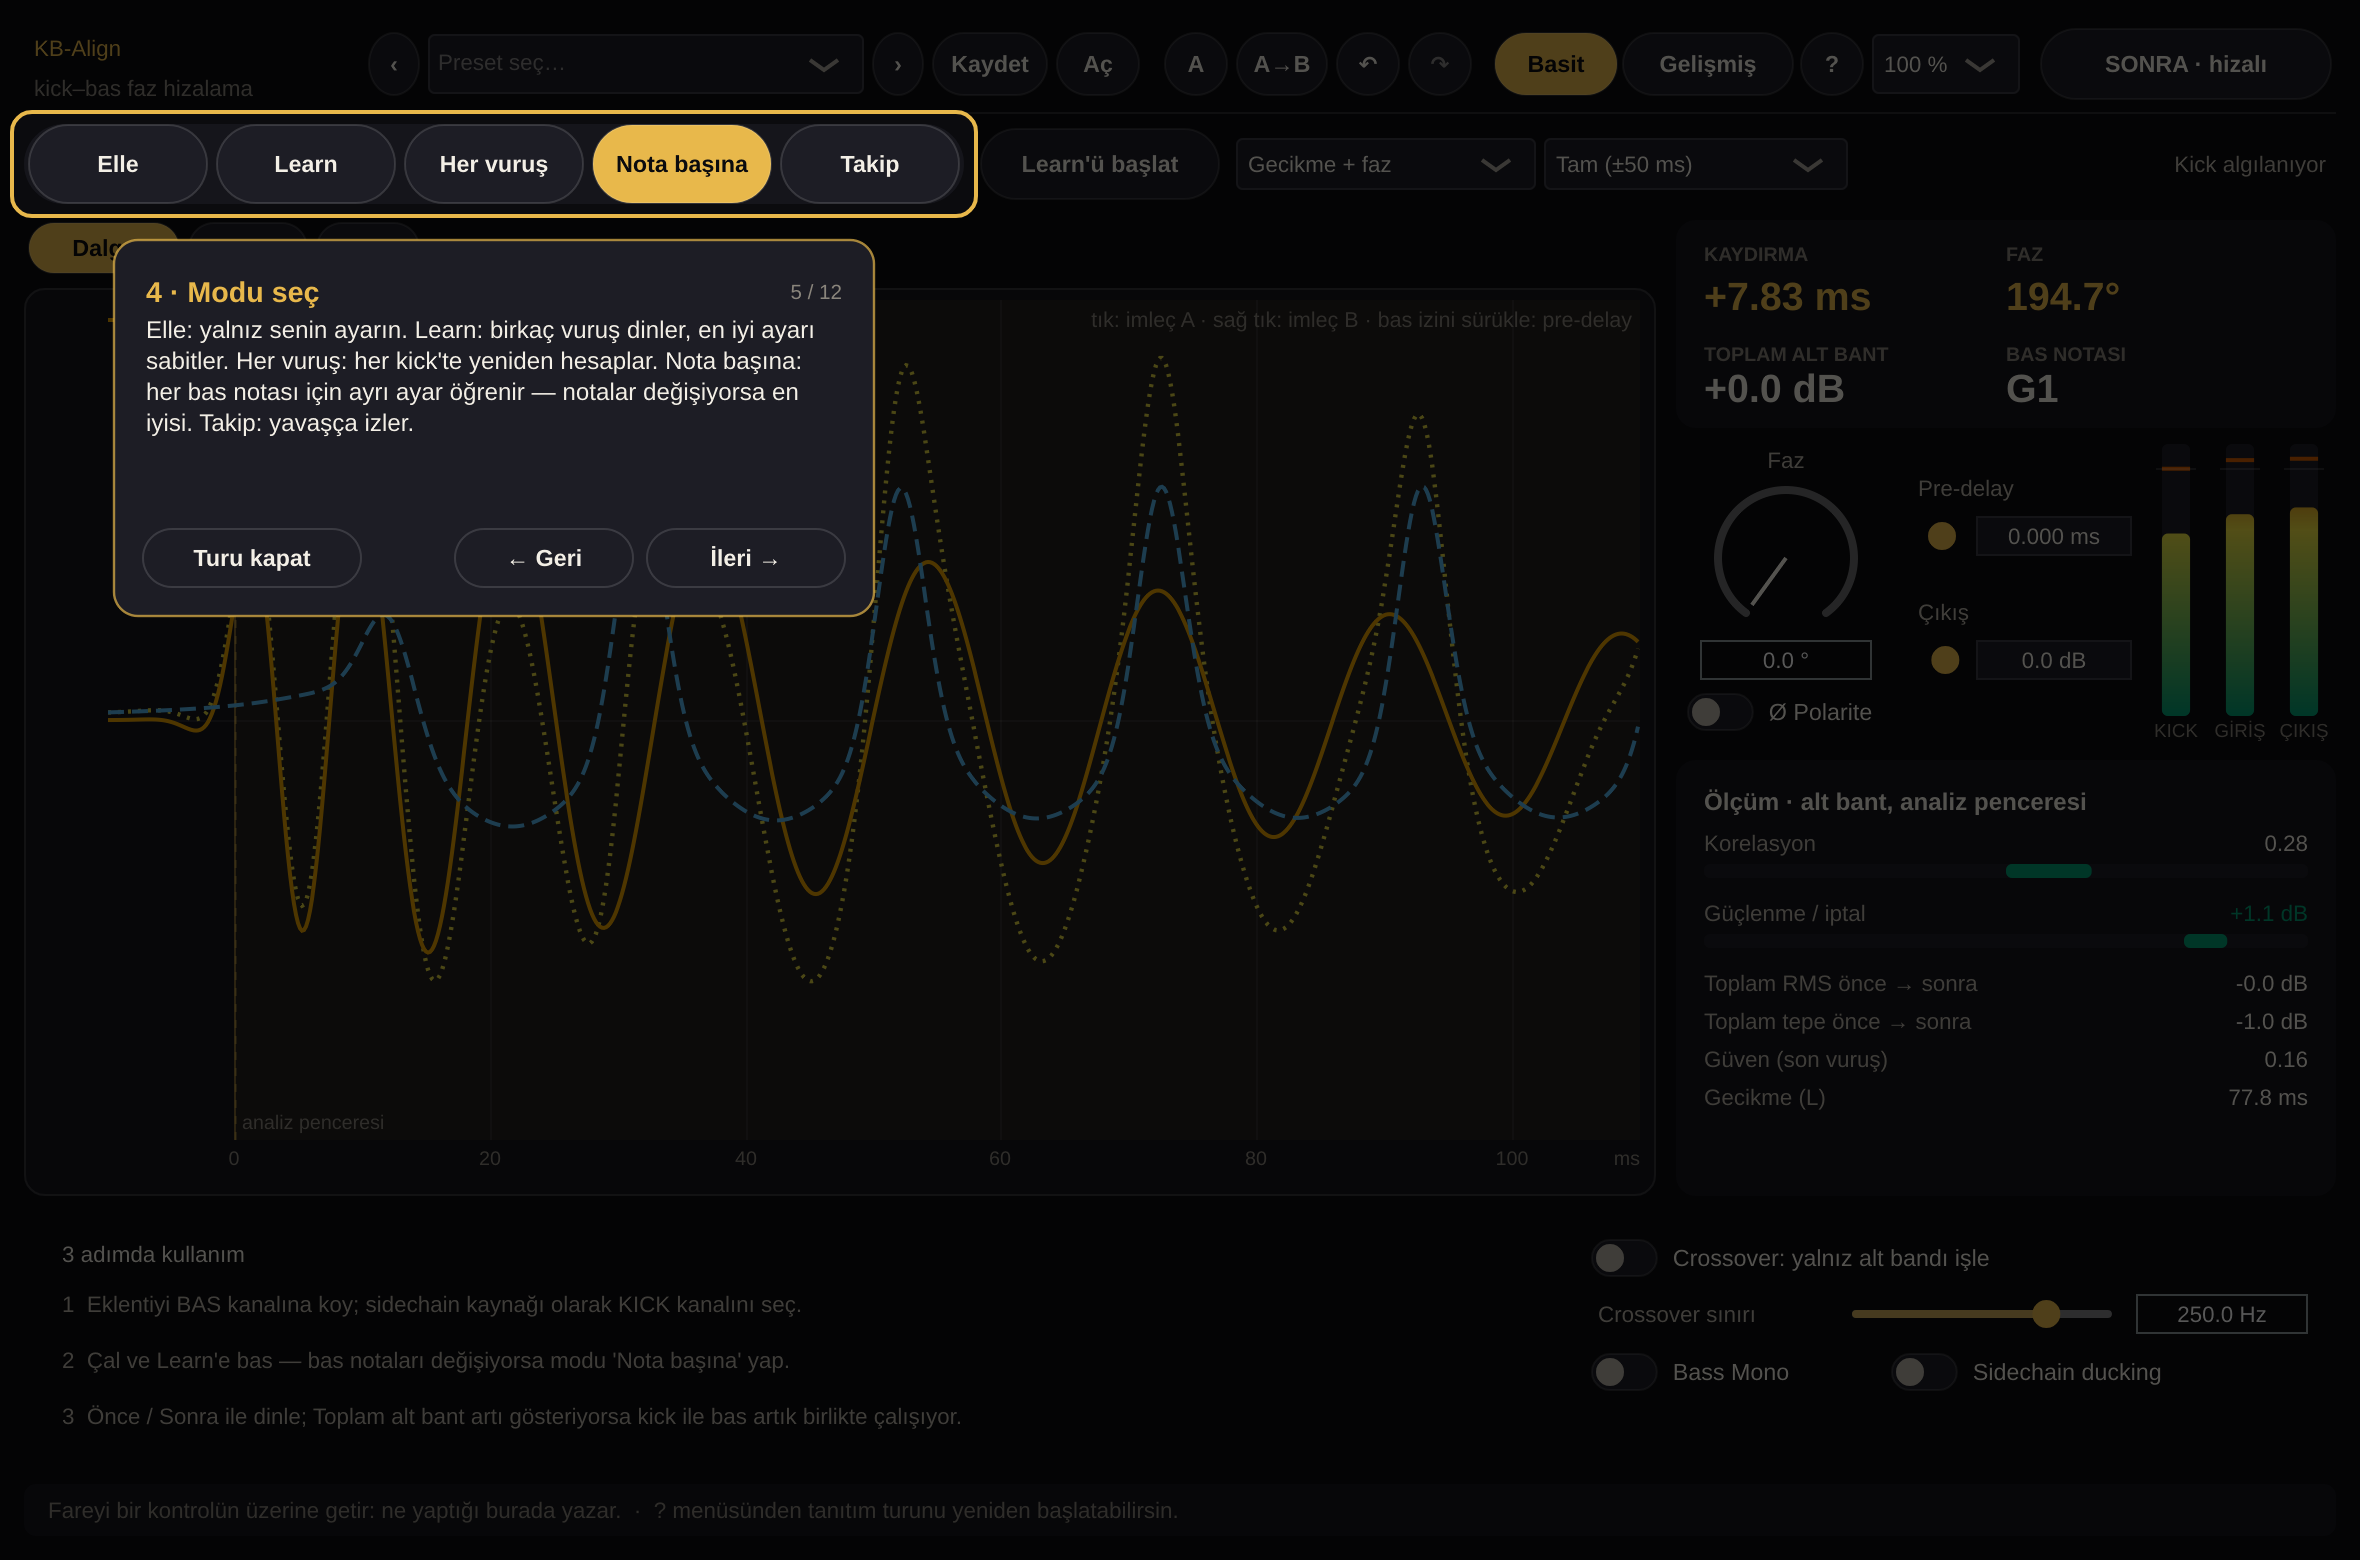 KB-Align
kick–bas faz hizalama
‹
Preset seç…
›
Kaydet
Aç
A
A→B
↶
↷
Basit
Gelişmiş
?
100 %
SONRA · hizalı
Elle
Learn
Her vuruş
Nota başına
Takip
Learn'ü başlat
Gecikme + faz
Tam (±50 ms)
Kick algılanıyor
4 · Modu seç
5 / 12
Elle: yalnız senin ayarın. Learn: birkaç vuruş dinler, en iyi ayarı
sabitler. Her vuruş: her kick'te yeniden hesaplar. Nota başına:
her bas notası için ayrı ayar öğrenir — notalar değişiyorsa en
iyisi. Takip: yavaşça izler.
Turu kapat
← Geri
İleri →
tık: imleç A · sağ tık: imleç B · bas izini sürükle: pre-delay
analiz penceresi
0
20
40
60
80
100
ms
KAYDIRMA
FAZ
+7.83 ms
194.7°
TOPLAM ALT BANT
BAS NOTASI
+0.0 dB
G1
Faz
0.0 °
Ø Polarite
Pre-delay
0.000 ms
Çıkış
0.0 dB
KICK
GİRİŞ
ÇIKIŞ
Ölçüm · alt bant, analiz penceresi
Korelasyon
0.28
Güçlenme / iptal
+1.1 dB
Toplam RMS önce → sonra
-0.0 dB
Toplam tepe önce → sonra
-1.0 dB
Güven (son vuruş)
0.16
Gecikme (L)
77.8 ms
3 adımda kullanım
1 Eklentiyi BAS kanalına koy; sidechain kaynağı olarak KICK kanalını seç.
2 Çal ve Learn'e bas — bas notaları değişiyorsa modu 'Nota başına' yap.
3 Önce / Sonra ile dinle; Toplam alt bant artı gösteriyorsa kick ile bas artık birlikte çalışıyor.
Crossover: yalnız alt bandı işle
Crossover sınırı
250.0 Hz
Bass Mono
Sidechain ducking
Fareyi bir kontrolün üzerine getir: ne yaptığı burada yazar. · ? menüsünden tanıtım turunu yeniden başlatabilirsin.